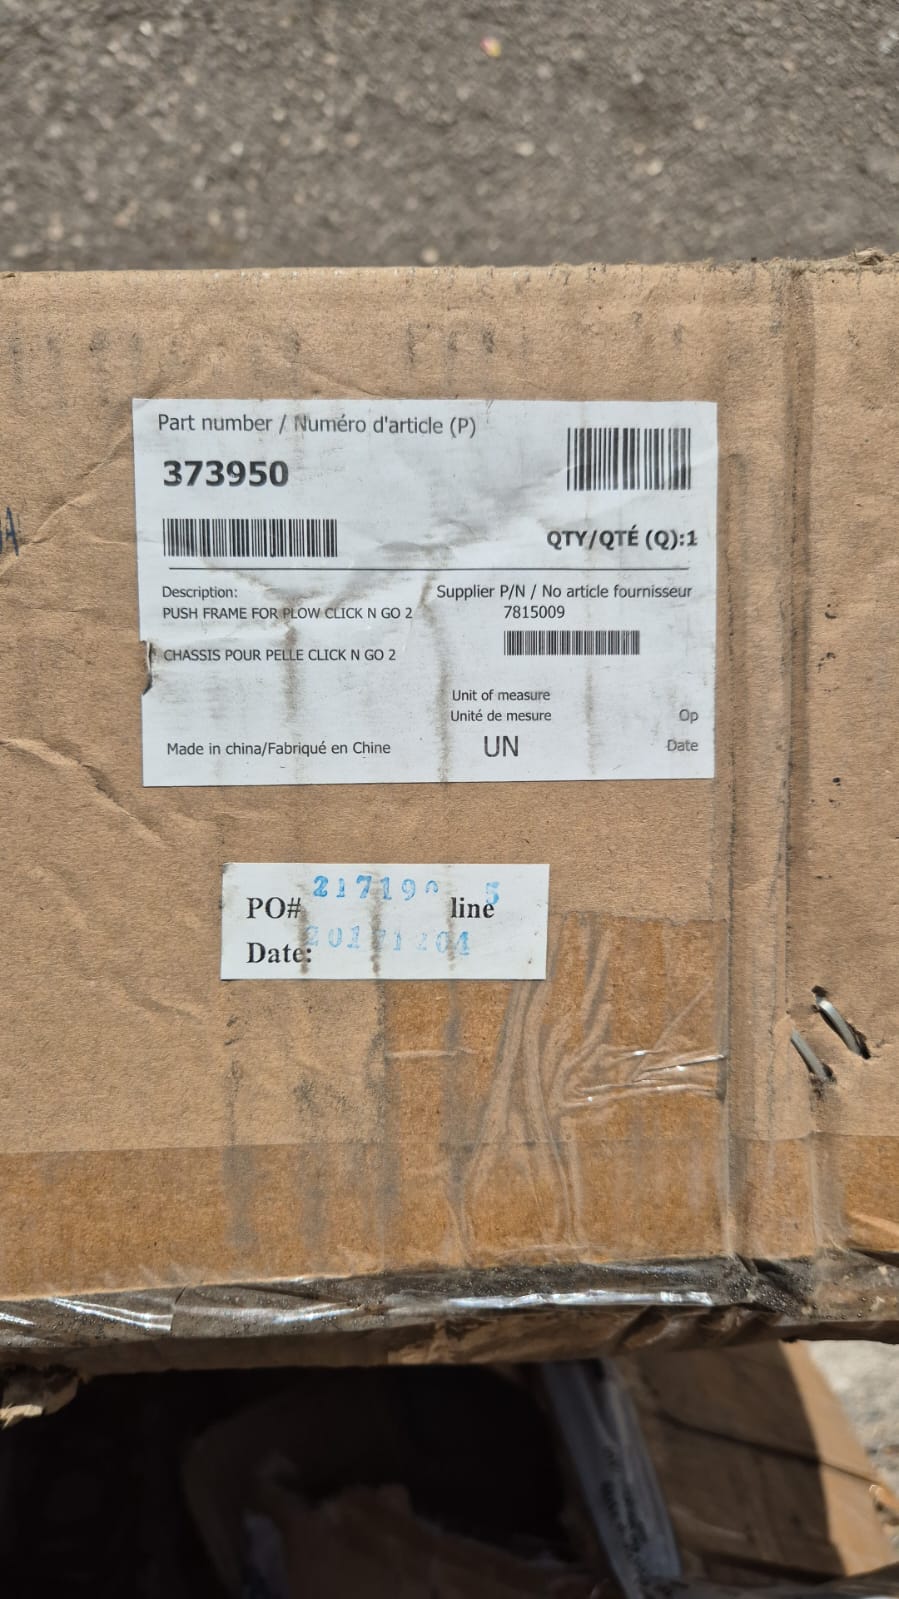 Part number / Numéro d'article (P)
373950
QTY/QTÉ (Q):1
Description:
PUSH FRAME FOR PLOW CLICK N GO 2
CHASSIS POUR PELLE CLICK N GO 2
Supplier P/N / No article fournisseur
7815009
Unit of measure
Unité de mesure
UN
Op
Date
Made in china/Fabriqué en Chine
PO# 217190 line 5
Date: